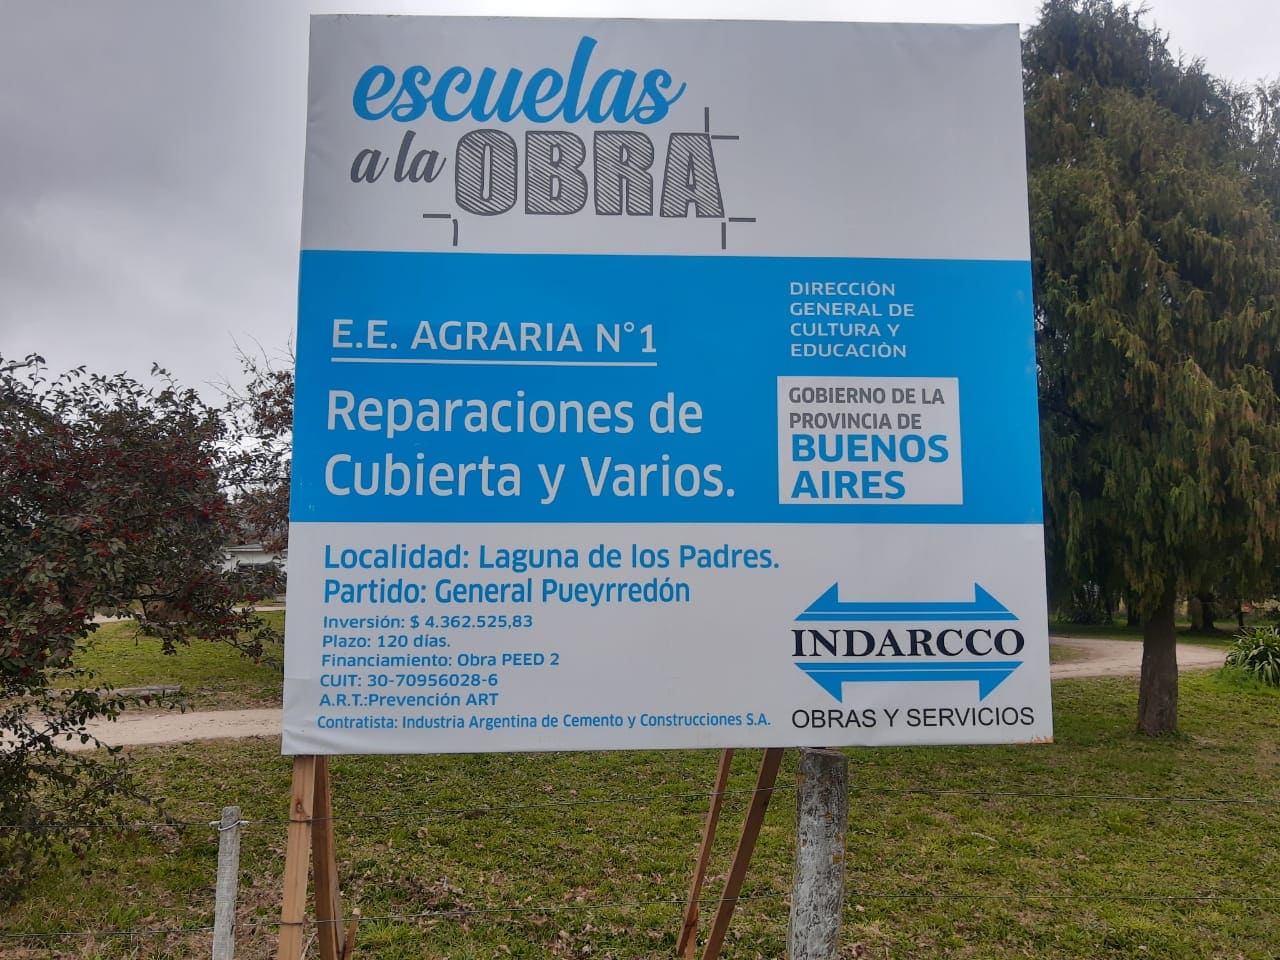 escuelas
a la OBRA
DIRECCIÓN
GENERAL DE
CULTURA Y
EDUCACIÓN
E.E. AGRARIA N°1
Reparaciones de
Cubierta y Varios.
GOBIERNO DE LA
PROVINCIA DE
BUENOS
AIRES
Localidad: Laguna de los Padres.
Partido: General Pueyrredón
Inversión: $ 4.362.525,83
Plazo: 120 días.
Financiamiento: Obra PEED 2
CUIT: 30-70956028-6
A.R.T.:Prevención ART
Contratista: Industria Argentina de Cemento y Construcciones S.A.
INDARCCO
OBRAS Y SERVICIOS